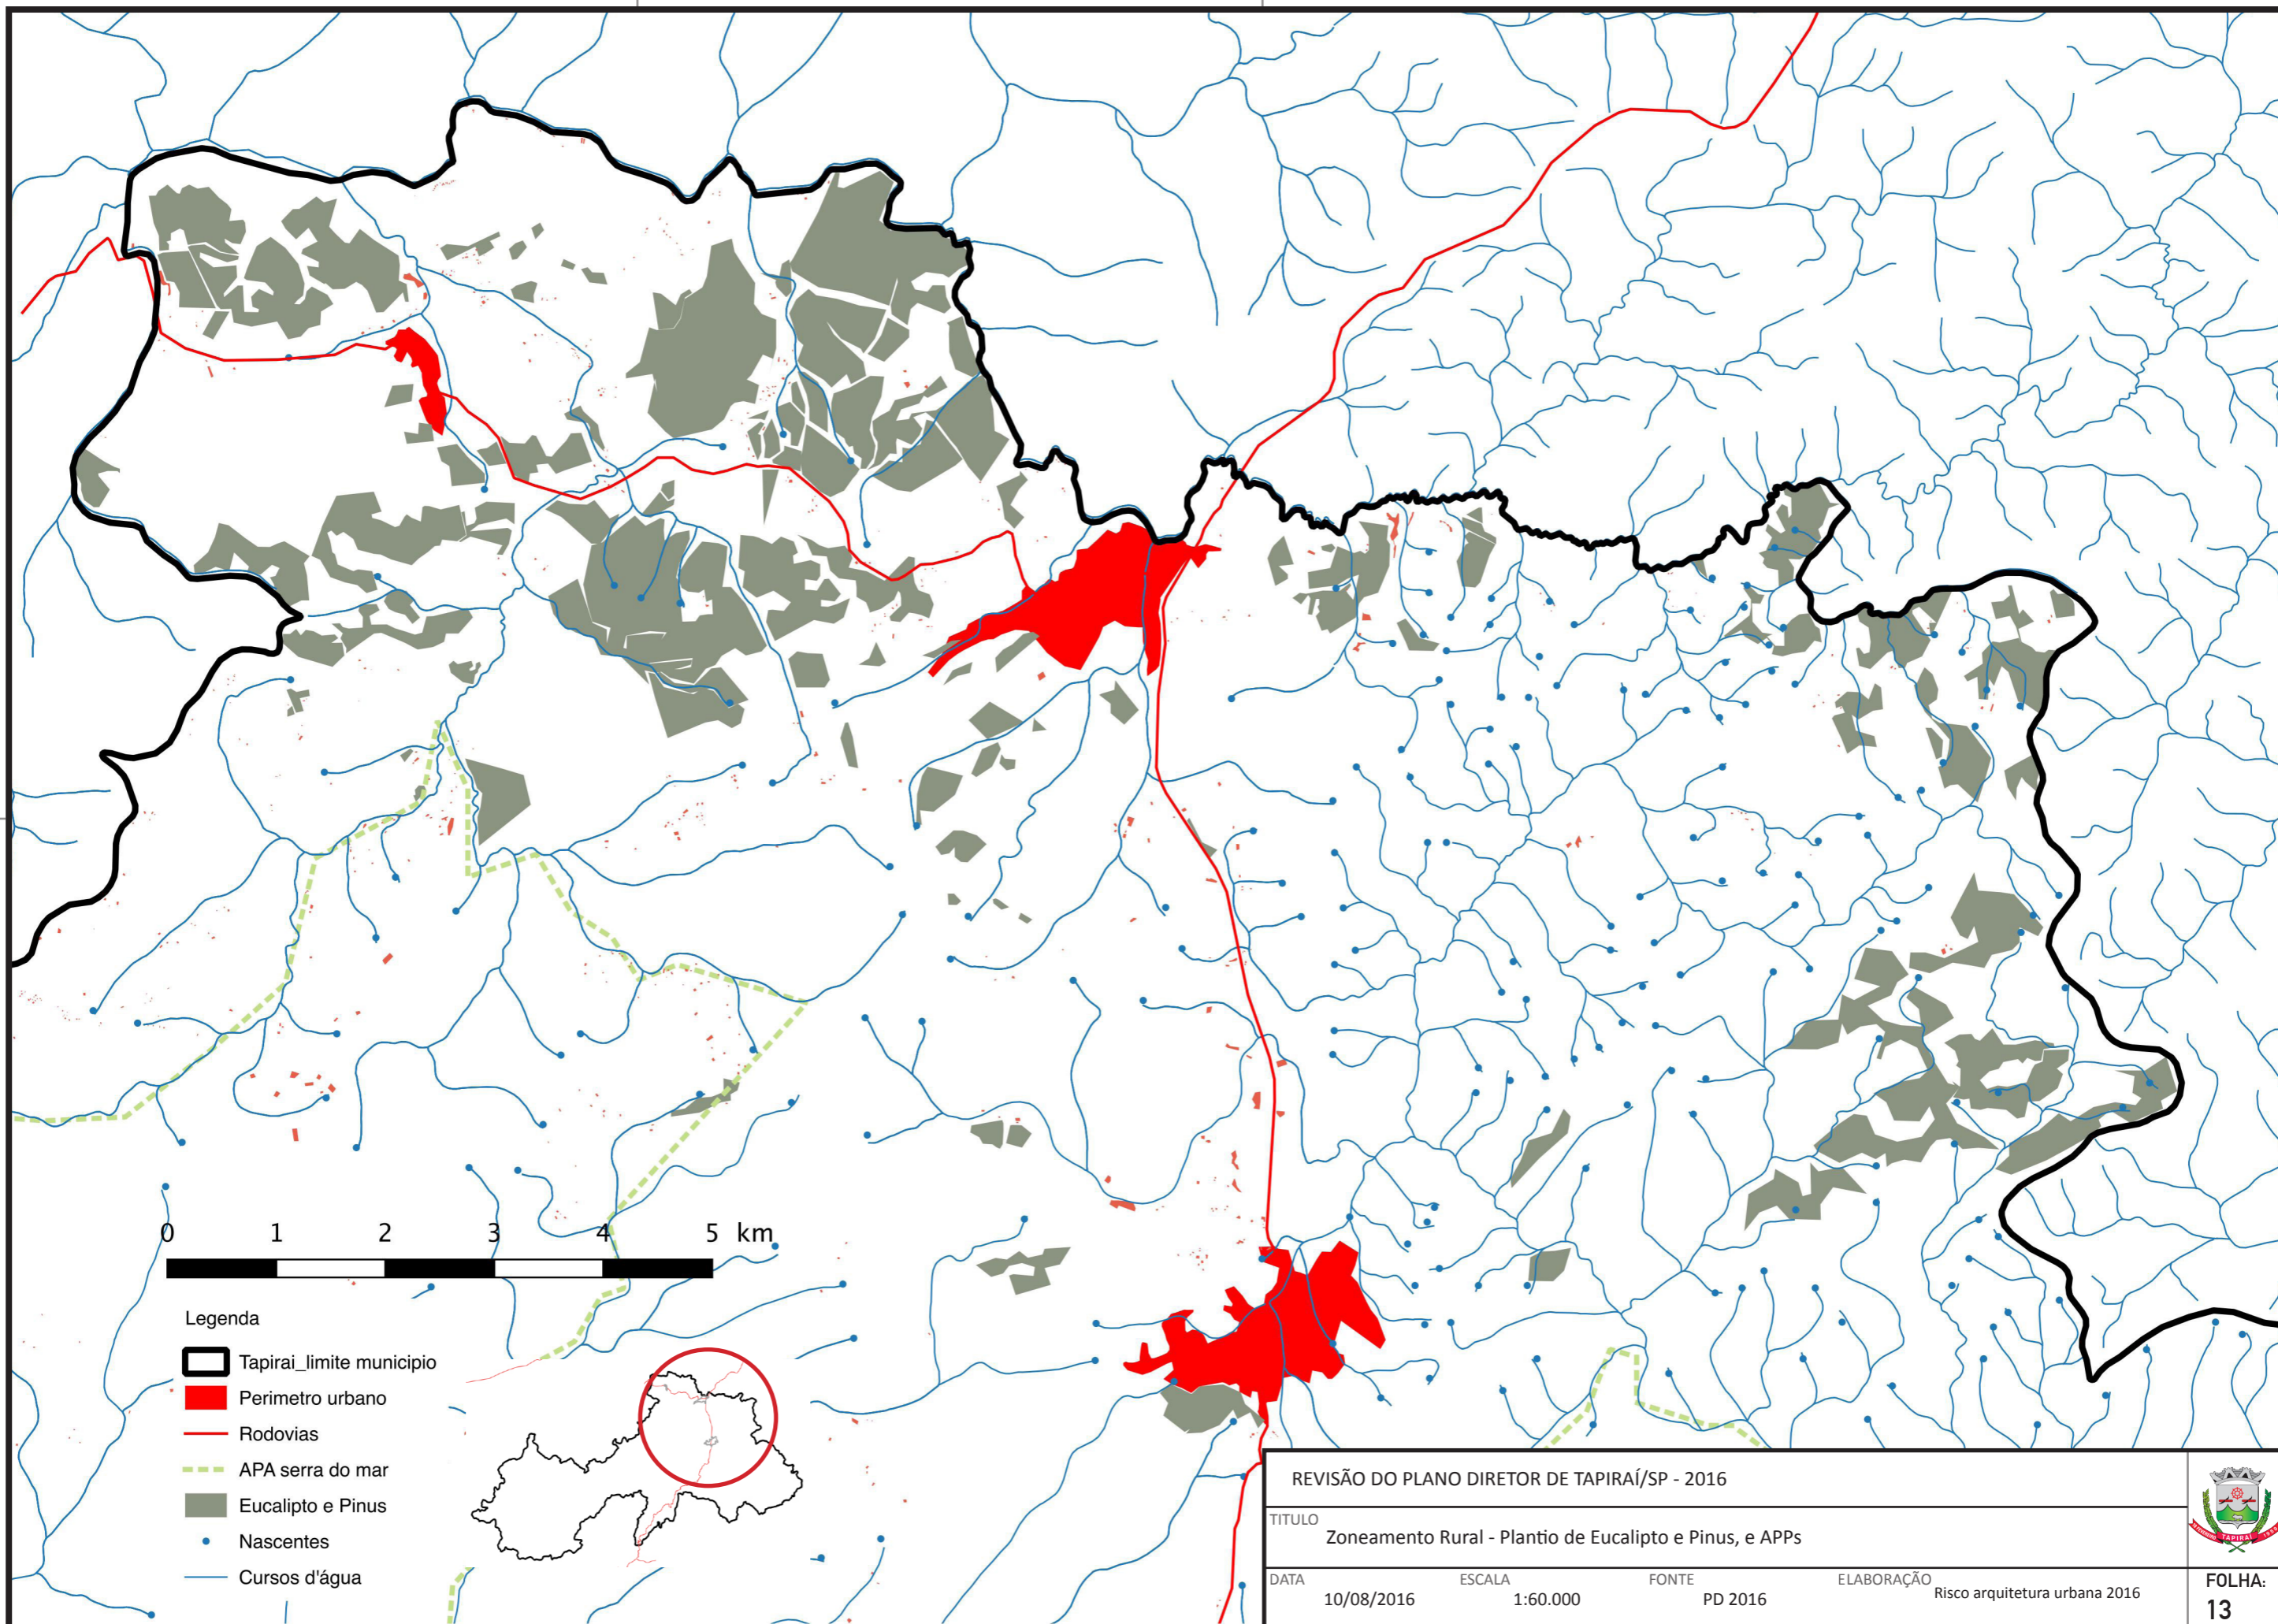 0 1 2 3 4 5 km
Legenda
Tapirai_limite municipio
Perimetro urbano
Rodovias
APA serra do mar
Eucalipto e Pinus
Nascentes
Cursos d'água
REVISÃO DO PLANO DIRETOR DE TAPIRAÍ/SP - 2016
TITULO
Zoneamento Rural - Plantio de Eucalipto e Pinus, e APPs
DATA
10/08/2016
ESCALA
1:60.000
FONTE
PD 2016
ELABORAÇÃO
Risco arquitetura urbana 2016
TAPIRAÍ
FOLHA:
13